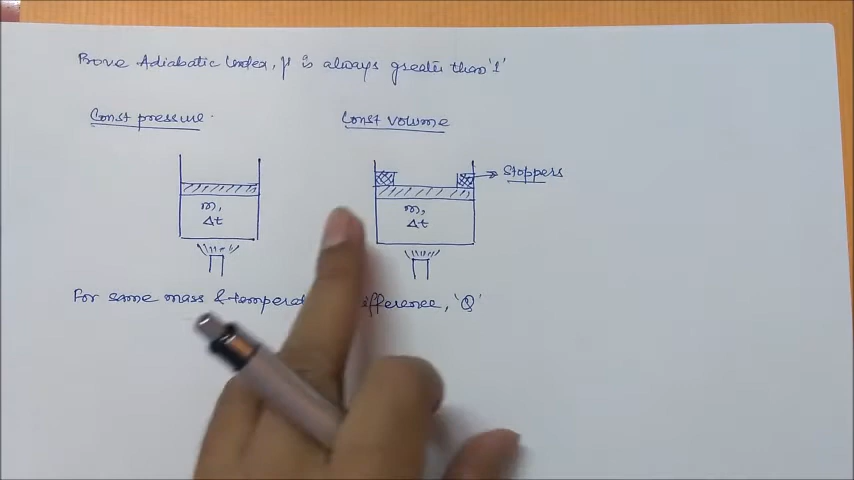 Prove Adiabatic Index, γ is always greater than '1'
Const pressure.
Const volume
Stoppers
m,
Δt
m,
Δt
For same mass & difference, 'Q'